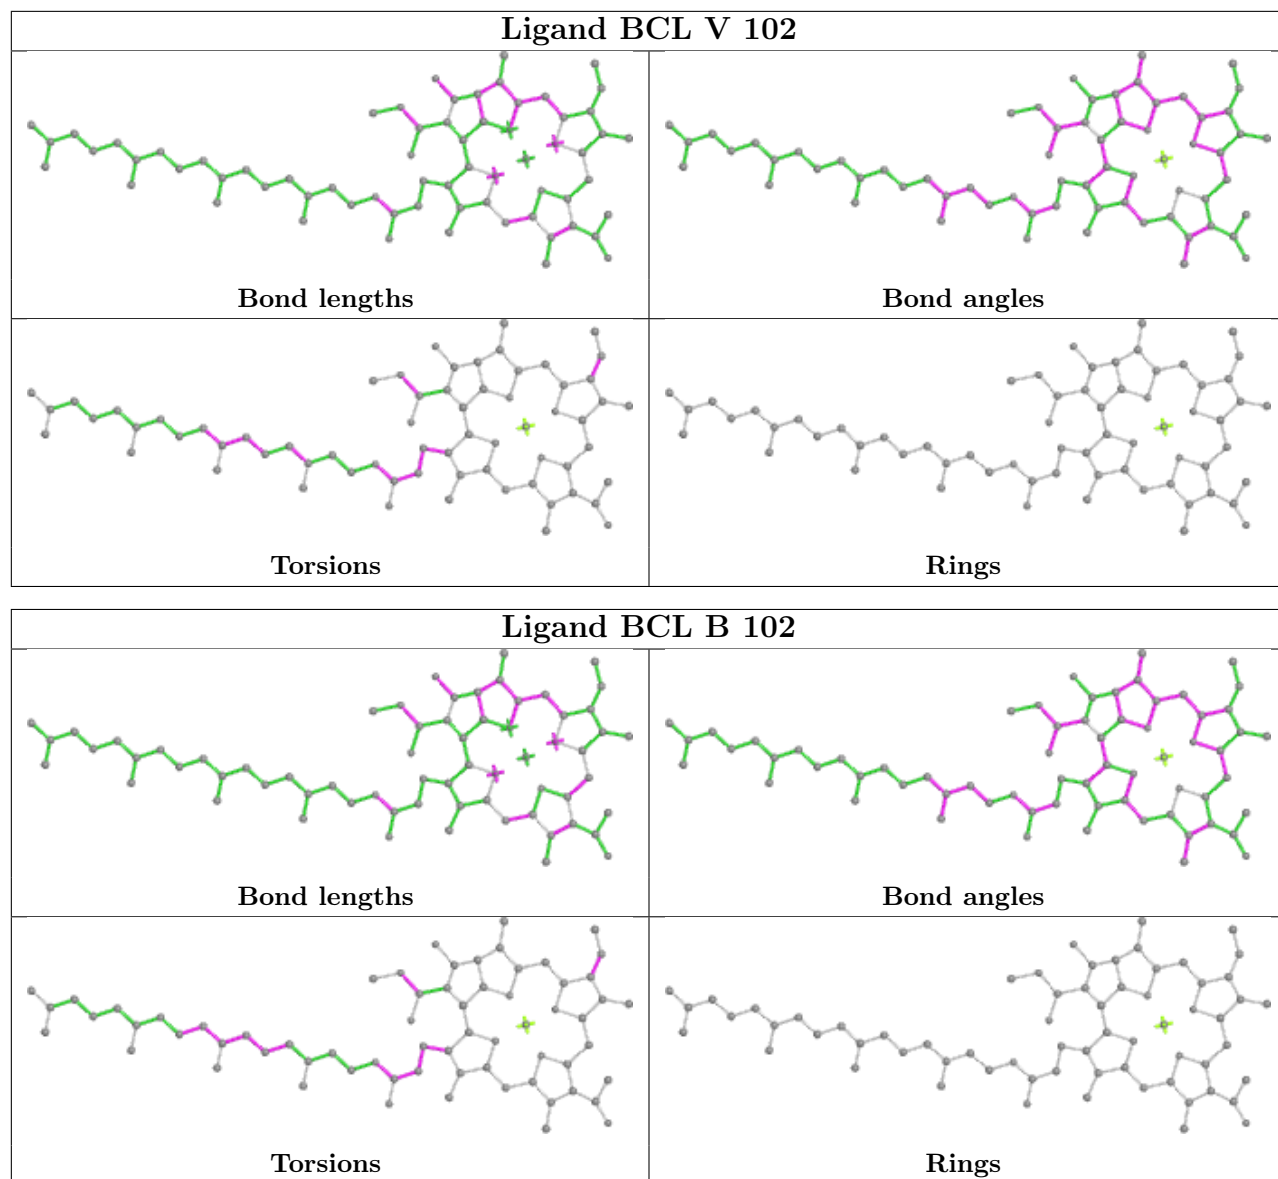 Ligand BCL V 102
Bond lengths
Bond angles
Torsions
Rings
Ligand BCL B 102
Bond lengths
Bond angles
Torsions
Rings